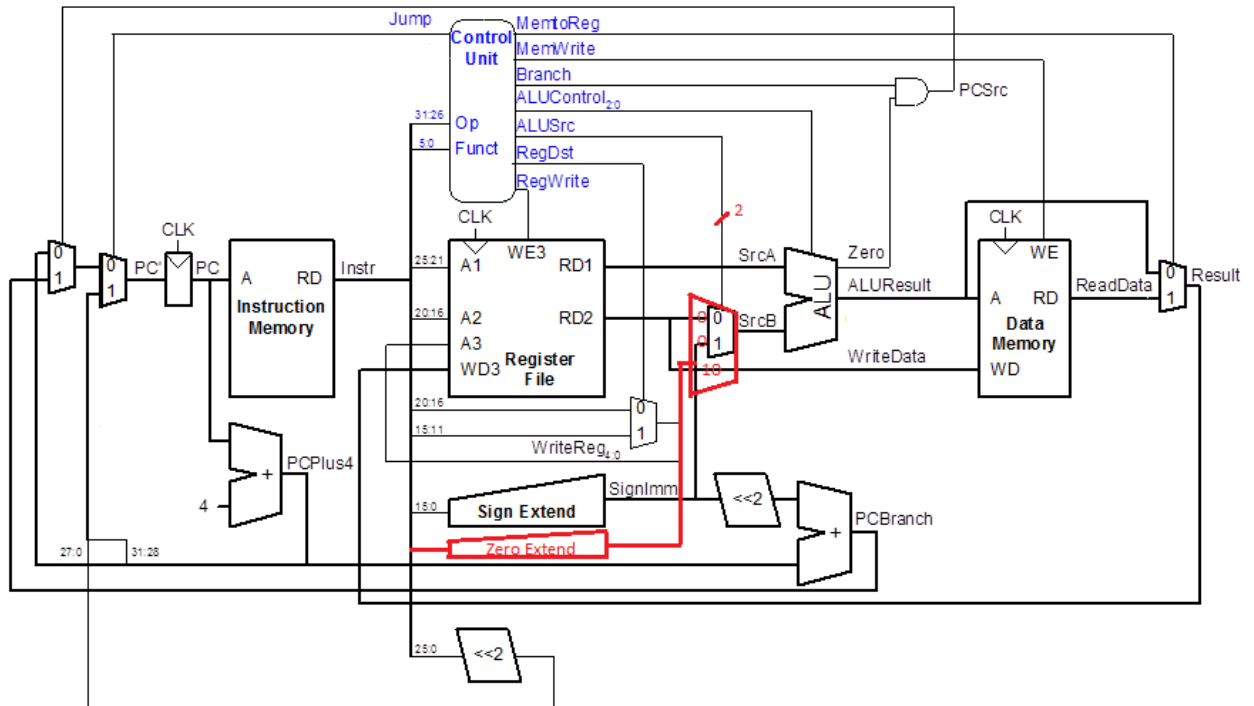 Jump
MemtoReg
Control
Unit
MemWrite
Branch
PCSrc
ALUControl2:0
31:26
Op
ALUSrc
5:0
Funct
RegDst
RegWrite
2
CLK
CLK
CLK
0
1
0
1
PC'
PC
A
RD
Instr
Instruction
Memory
25:21
A1
WE3
RD1
SrcA
Zero
WE
0
1
Result
20:16
A2
RD2
0
0
SrcB
ALU
ALUResult
A
RD
ReadData
A3
0
1
Data
Memory
WD3
Register
File
10
WriteData
WD
20:16
0
15:11
1
WriteReg4:0
PCPlus4
+
4
SignImm
15:0
Sign Extend
<<2
PCBranch
+
Zero Extend
27:0
31:28
25:0
<<2